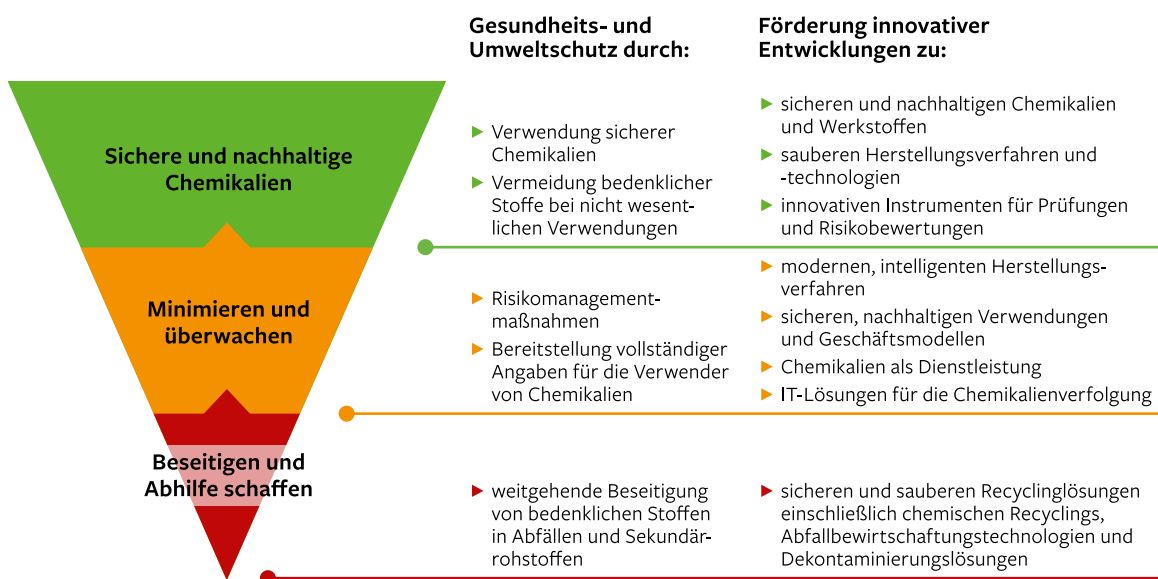 Gesundheits- und
Umweltschutz durch:
Förderung innovativer
Entwicklungen zu:
Sichere und nachhaltige
Chemikalien
► Verwendung sicherer
Chemikalien
► Vermeidung bedenklicher
Stoffe bei nicht wesent-
lichen Verwendungen
► sicheren und nachhaltigen Chemikalien
und Werkstoffen
► sauberen Herstellungsverfahren und
-technologien
► innovativen Instrumenten für Prüfungen
und Risikobewertungen
Minimieren und
überwachen
► Risikomanagement-
maßnahmen
► Bereitstellung vollständiger
Angaben für die Verwender
von Chemikalien
► modernen, intelligenten Herstellungs-
verfahren
► sicheren, nachhaltigen Verwendungen
und Geschäftsmodellen
► Chemikalien als Dienstleistung
► IT-Lösungen für die Chemikalienverfolgung
Beseitigen und
Abhilfe schaffen
► weitgehende Beseitigung
von bedenklichen Stoffen
in Abfällen und Sekundär-
rohstoffen
► sicheren und sauberen Recyclinglösungen
einschließlich chemischen Recyclings,
Abfallbewirtschaftungstechnologien und
Dekontaminierungslösungen